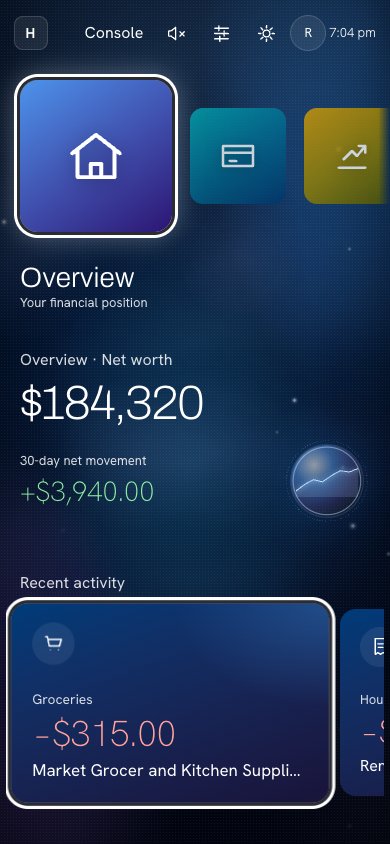 H
Console
R
7:04 pm
Overview
Your financial position
Overview · Net worth
$184,320
30-day net movement
+$3,940.00
Recent activity
Groceries
-$315.00
Market Grocer and Kitchen Suppli...